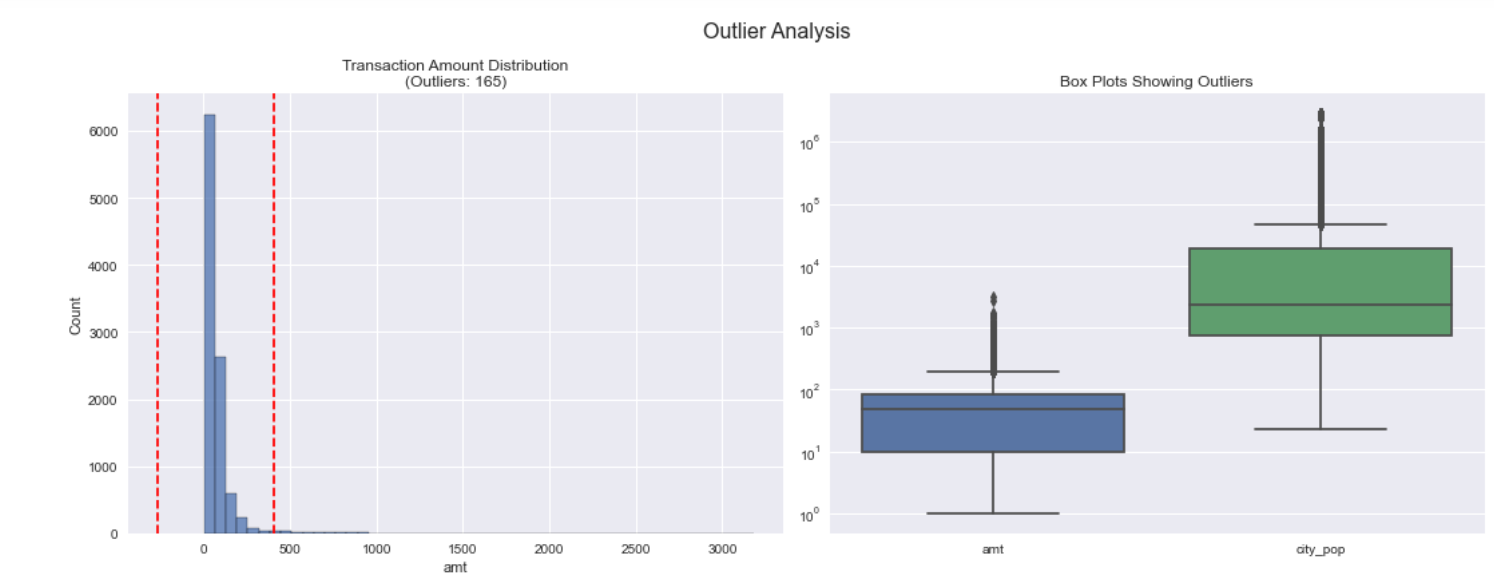 Outlier Analysis
Transaction Amount Distribution
(Outliers: 165)
6000
5000
4000
3000
2000
1000
0
Count
0 500 1000 1500 2000 2500 3000
amt
Box Plots Showing Outliers
10^6
10^5
10^4
10^3
10^2
10^1
10^0
amt city_pop